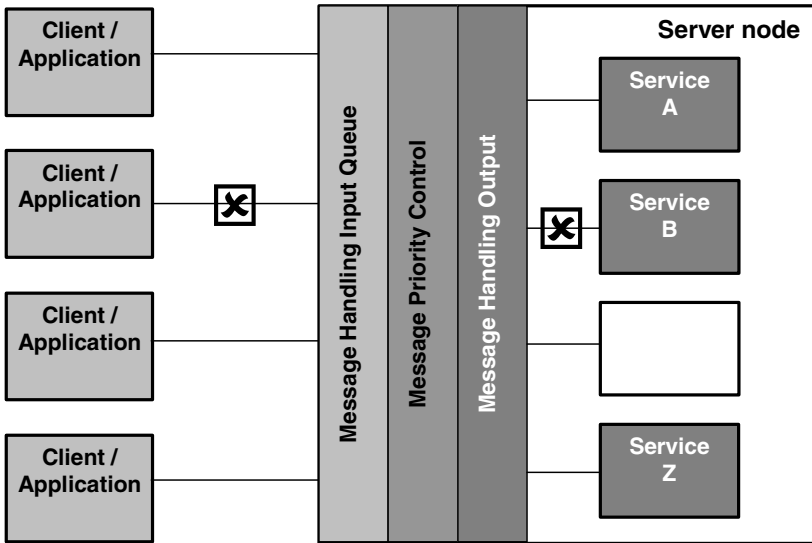 Client /
Application
Client /
Application
Client /
Application
Client /
Application
Message Handling Input Queue
Message Priority Control
Message Handling Output
Server node
Service
A
Service
B
Service
Z